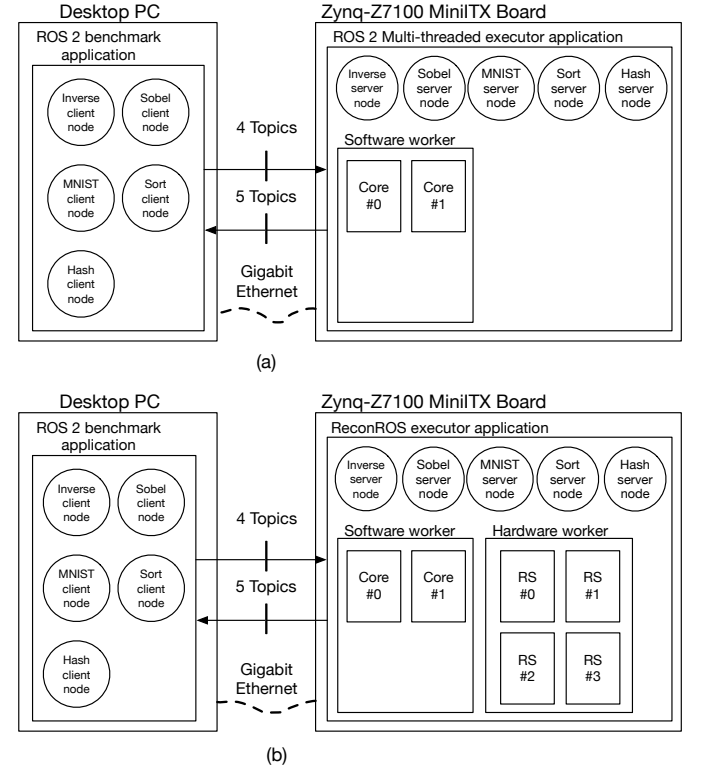 Desktop PC
Zynq-Z7100 MiniITX Board
ROS 2 benchmark
application
ROS 2 Multi-threaded executor application
Inverse
client
node
Sobel
client
node
MNIST
client
node
Sort
client
node
Hash
client
node
4 Topics
5 Topics
Gigabit
Ethernet
Inverse
server
node
Sobel
server
node
MNIST
server
node
Sort
server
node
Hash
server
node
Software worker
Core
#0
Core
#1
(a)
Desktop PC
Zynq-Z7100 MiniITX Board
ROS 2 benchmark
application
ReconROS executor application
Inverse
client
node
Sobel
client
node
MNIST
client
node
Sort
client
node
Hash
client
node
4 Topics
5 Topics
Gigabit
Ethernet
Inverse
server
node
Sobel
server
node
MNIST
server
node
Sort
server
node
Hash
server
node
Software worker
Core
#0
Core
#1
Hardware worker
RS
#0
RS
#1
RS
#2
RS
#3
(b)